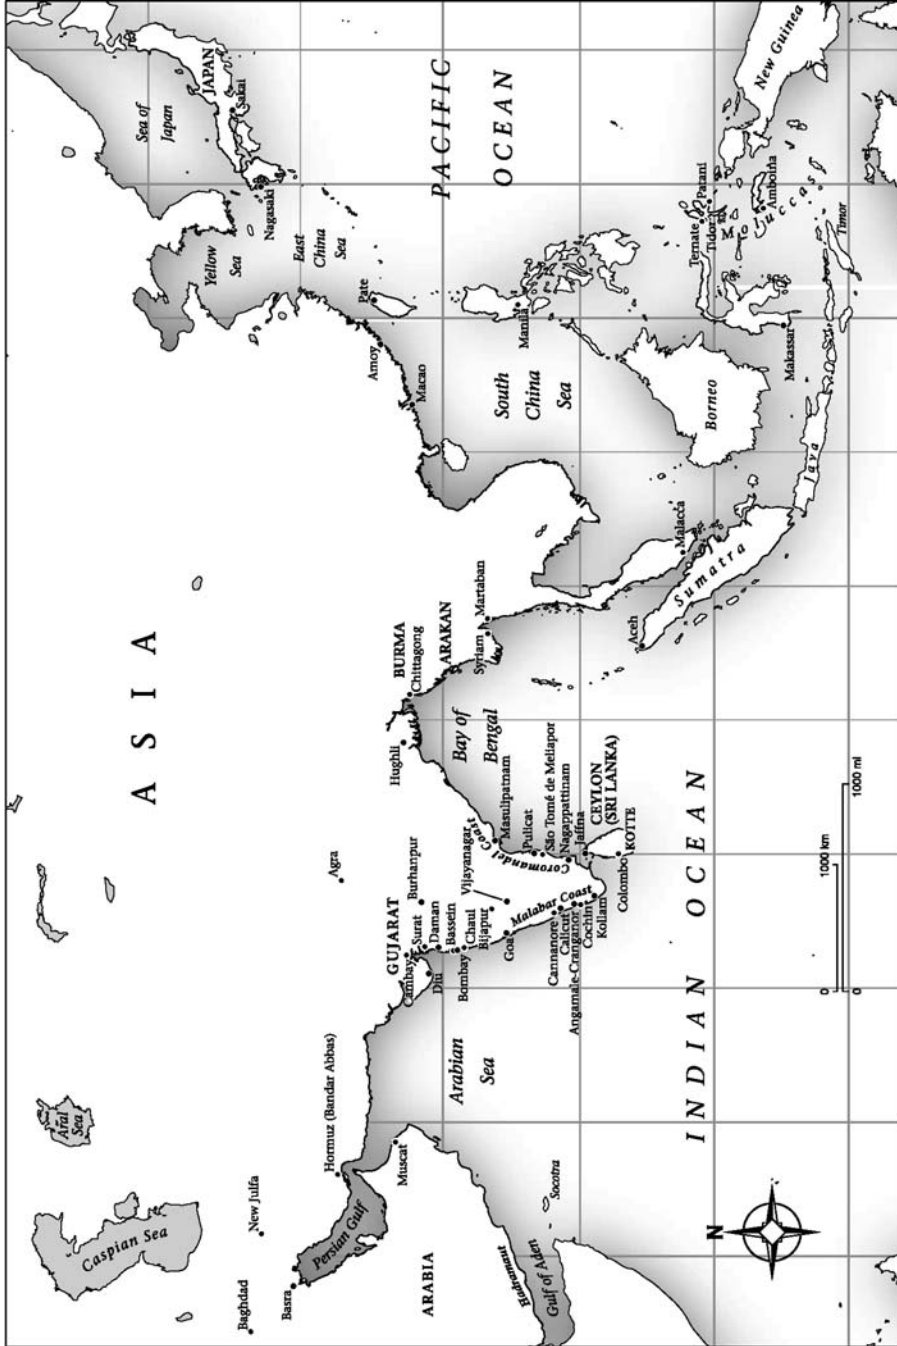 ASIA
Caspian Sea
Aral
Sea
Baghdad
New Julfa
Basra
Persian Gulf
Hormuz (Bandar Abbas)
Muscat
ARABIA
Hadramaut
Gulf of Aden
Socotra
Arabian
Sea
INDIAN OCEAN
N
0
1000 km
0
1000 ml
Agra
GUJARAT
Cambay
Surat
Burhanpur
Diu
Daman
Bassein
Bombay
Chaul
Bijapur
Vijayanagar
Goa
Malabar Coast
Cannanore
Calicut
Angamale-Cranganor
Cochin
Kollam
Coromandel Coast
Masulipatnam
Pulicat
São Tomé de Meliapor
Nagappattinam
Jaffna
CEYLON
(SRI LANKA)
KOTTE
Colombo
Hughli
Bay of
Bengal
BURMA
Chittagong
ARAKAN
Syriam
Martaban
Aceh
Sumatra
Malacca
Java
Borneo
South
China
Sea
Macao
Amoy
Pate
Manila
Makassar
Timor
Ternate
Tidor
Patani
Moluccas
Amboina
New Guinea
PACIFIC
OCEAN
East
China
Sea
Yellow
Sea
Nagasaki
Sea of
Japan
JAPAN
Sakai